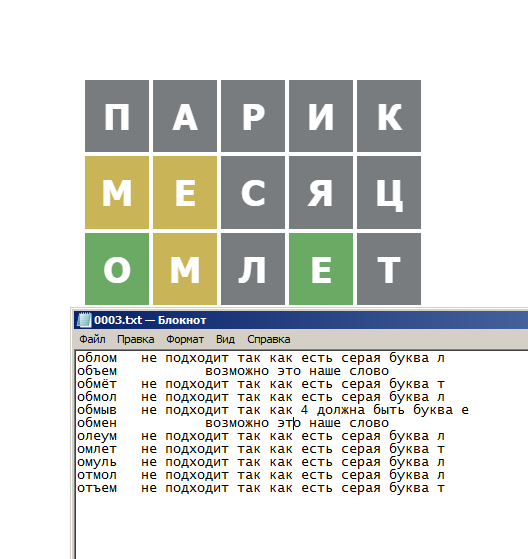 ПАРИК
МЕСЯЦ
ОМЛЕТ
0003.txt — Блокнот
Файл Правка Формат Вид Справка
облом не подходит так как есть серая буква л
объем возможно это наше слово
обмёт не подходит так как есть серая буква т
обмол не подходит так как есть серая буква л
обмыв не подходит так как 4 должна быть буква е
обмен возможно это наше слово
олеум не подходит так как есть серая буква л
омлет не подходит так как есть серая буква т
омуль не подходит так как есть серая буква л
отмол не подходит так как есть серая буква л
отъем не подходит так как есть серая буква т